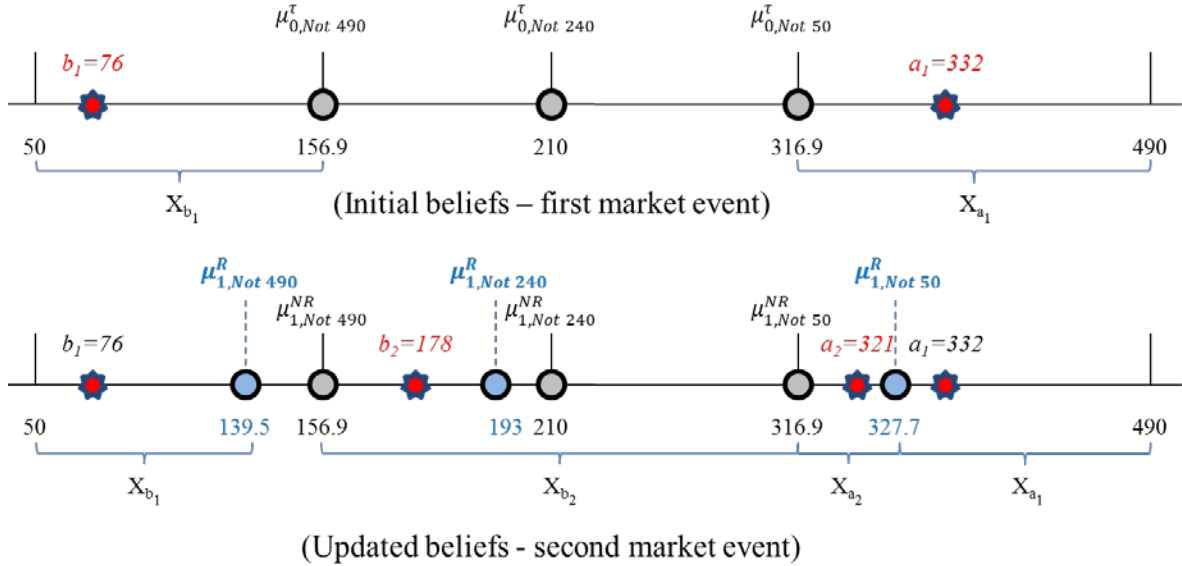 μ^τ_{0,Not 490} μ^τ_{0,Not 240} μ^τ_{0,Not 50}
b₁=76 a₁=332
50 156.9 210 316.9 490
X_{b₁} (Initial beliefs – first market event) X_{a₁}
μ^R_{1,Not 490} μ^R_{1,Not 240} μ^R_{1,Not 50}
μ^{NR}_{1,Not 490} μ^{NR}_{1,Not 240} μ^{NR}_{1,Not 50}
b₁=76 b₂=178 a₂=321 a₁=332
50 139.5 156.9 193 210 316.9 327.7 490
X_{b₁} X_{b₂} X_{a₂} X_{a₁}
(Updated beliefs - second market event)